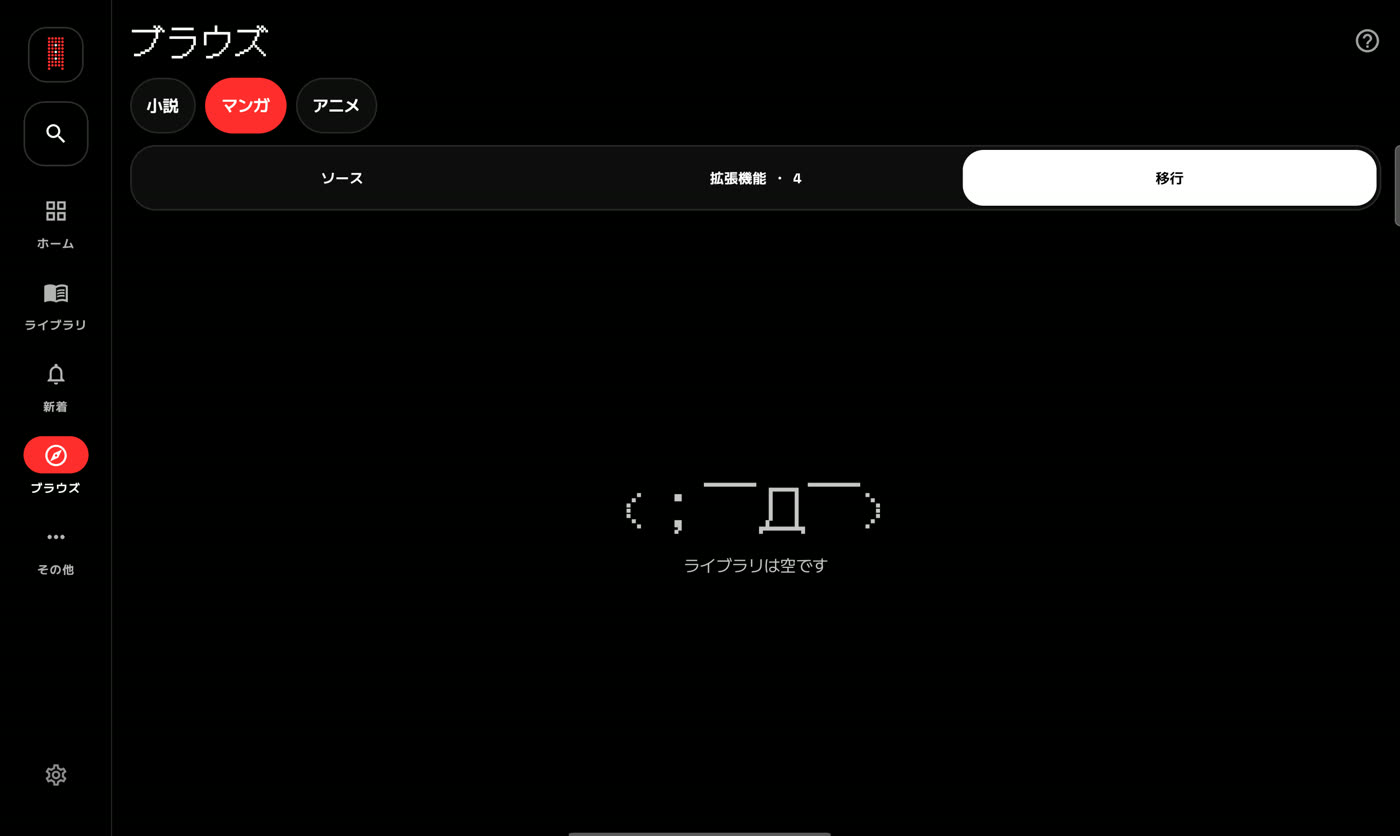 ブラウズ
小説
マンガ
アニメ
ソース
拡張機能 ・ 4
移行
ホーム
ライブラリ
新着
ブラウズ
その他
( ; ￣Д￣)
ライブラリは空です